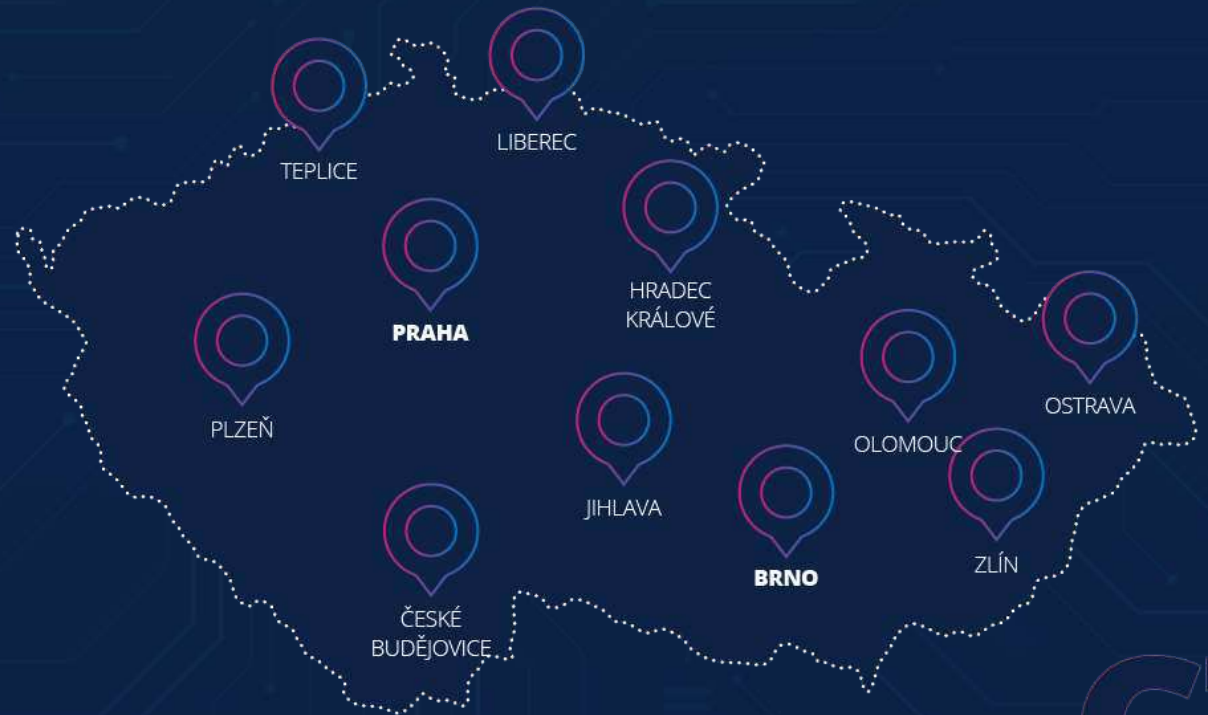 LIBEREC
TEPLICE
HRADEC
KRÁLOVÉ
PRAHA
OSTRAVA
PLZEŇ
OLOMOUC
JIHLAVA
ZLÍN
BRNO
ČESKÉ
BUDĚJOVICE